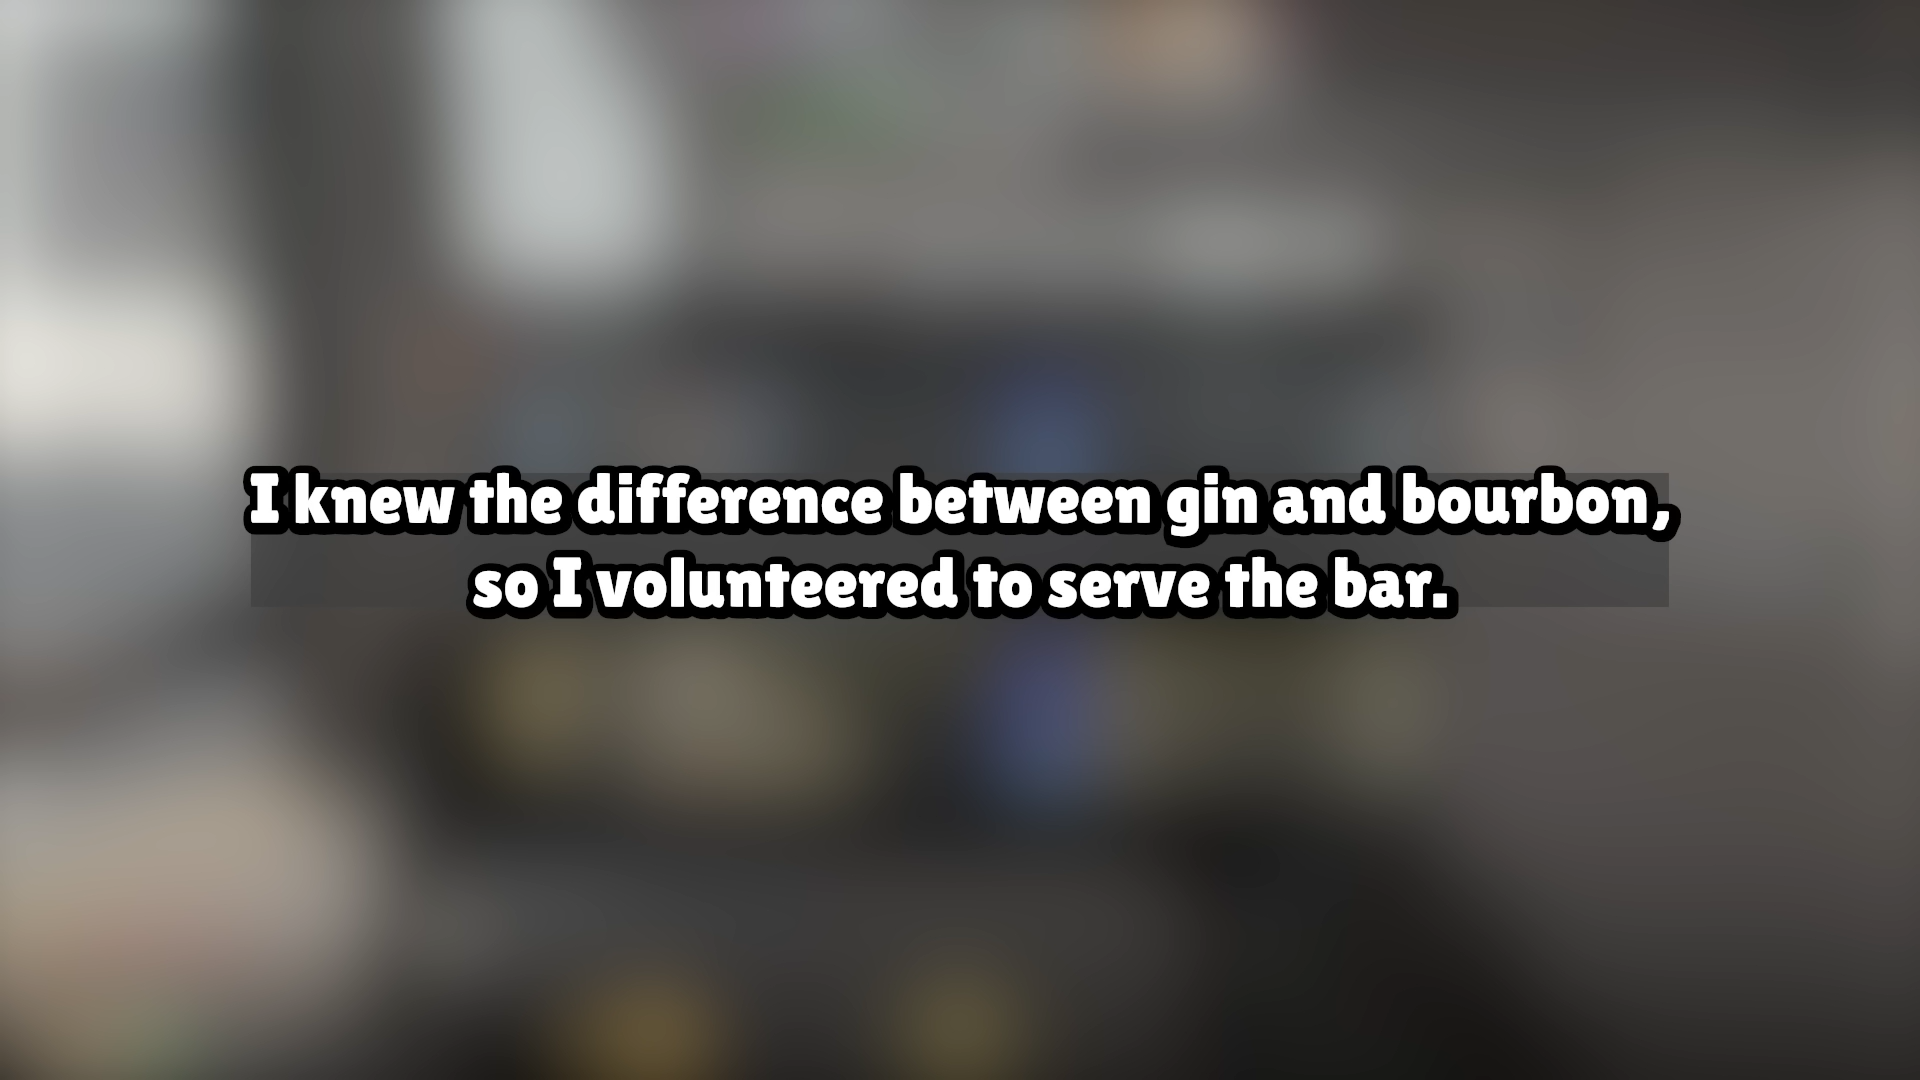 I knew the difference between gin and bourbon,
so I volunteered to serve the bar.